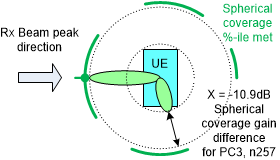 Rx Beam peak
direction
Spherical
coverage
%-ile met
UE
X = -10.9dB
Spherical
coverage gain
difference
for PC3, n257